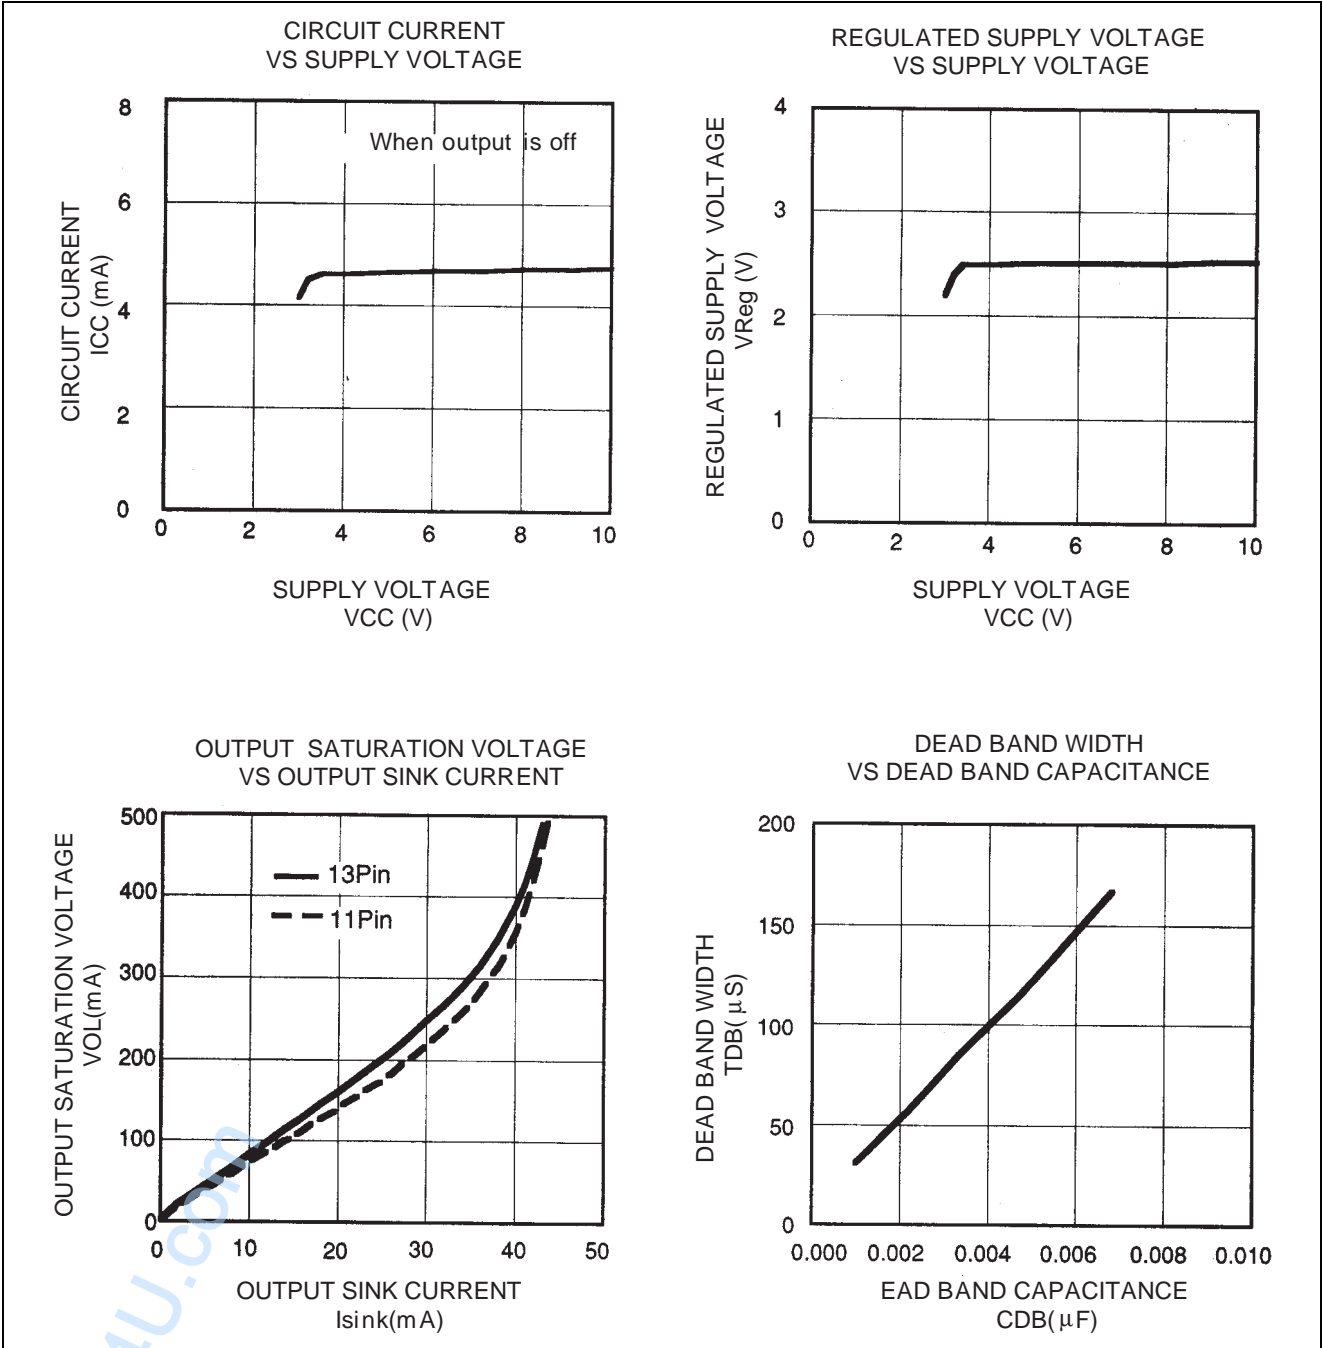 CIRCUIT CURRENT
VS SUPPLY VOLTAGE
8
6
4
2
0
When output is off
CIRCUIT CURRENT
ICC (mA)
0 2 4 6 8 10
SUPPLY VOLTAGE
VCC (V)
REGULATED SUPPLY VOLTAGE
VS SUPPLY VOLTAGE
4
3
2
1
0
REGULATED SUPPLY VOLTAGE
VReg (V)
0 2 4 6 8 10
SUPPLY VOLTAGE
VCC (V)
OUTPUT SATURATION VOLTAGE
VS OUTPUT SINK CURRENT
500
400
300
200
100
0
13Pin
11Pin
OUTPUT SATURATION VOLTAGE
VOL(mA)
0 10 20 30 40 50
OUTPUT SINK CURRENT
Isink(mA)
DEAD BAND WIDTH
VS DEAD BAND CAPACITANCE
200
150
100
50
0
DEAD BAND WIDTH
TDB(μS)
0.000 0.002 0.004 0.006 0.008 0.010
EAD BAND CAPACITANCE
CDB(μF)
4U.com